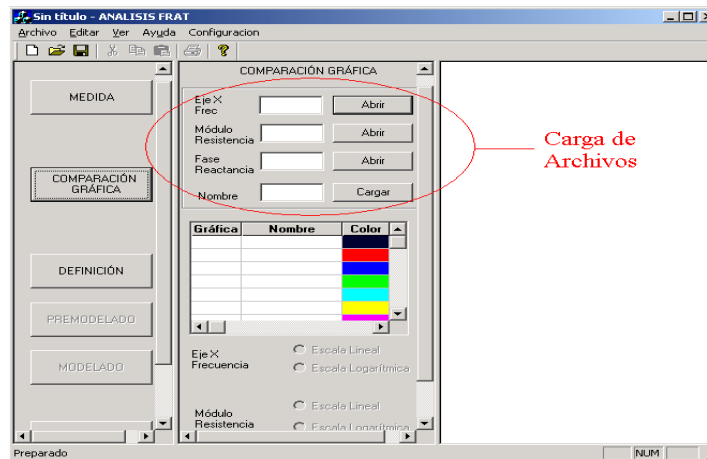 Sin título - ANALISIS FRAT
Archivo Editar Ver Ayuda Configuracion
MEDIDA
COMPARACIÓN
GRÁFICA
DEFINICIÓN
PREMODELADO
MODELADO
COMPARACIÓN GRÁFICA
Eje X
Frec
Abrir
Módulo
Resistencia
Abrir
Fase
Reactancia
Abrir
Nombre
Cargar
Gráfica Nombre Color
Eje X
Frecuencia
Escala Lineal
Escala Logarítmica
Módulo
Resistencia
Escala Lineal
Escala Logarítmica
Carga de
Archivos
Preparado
NUM